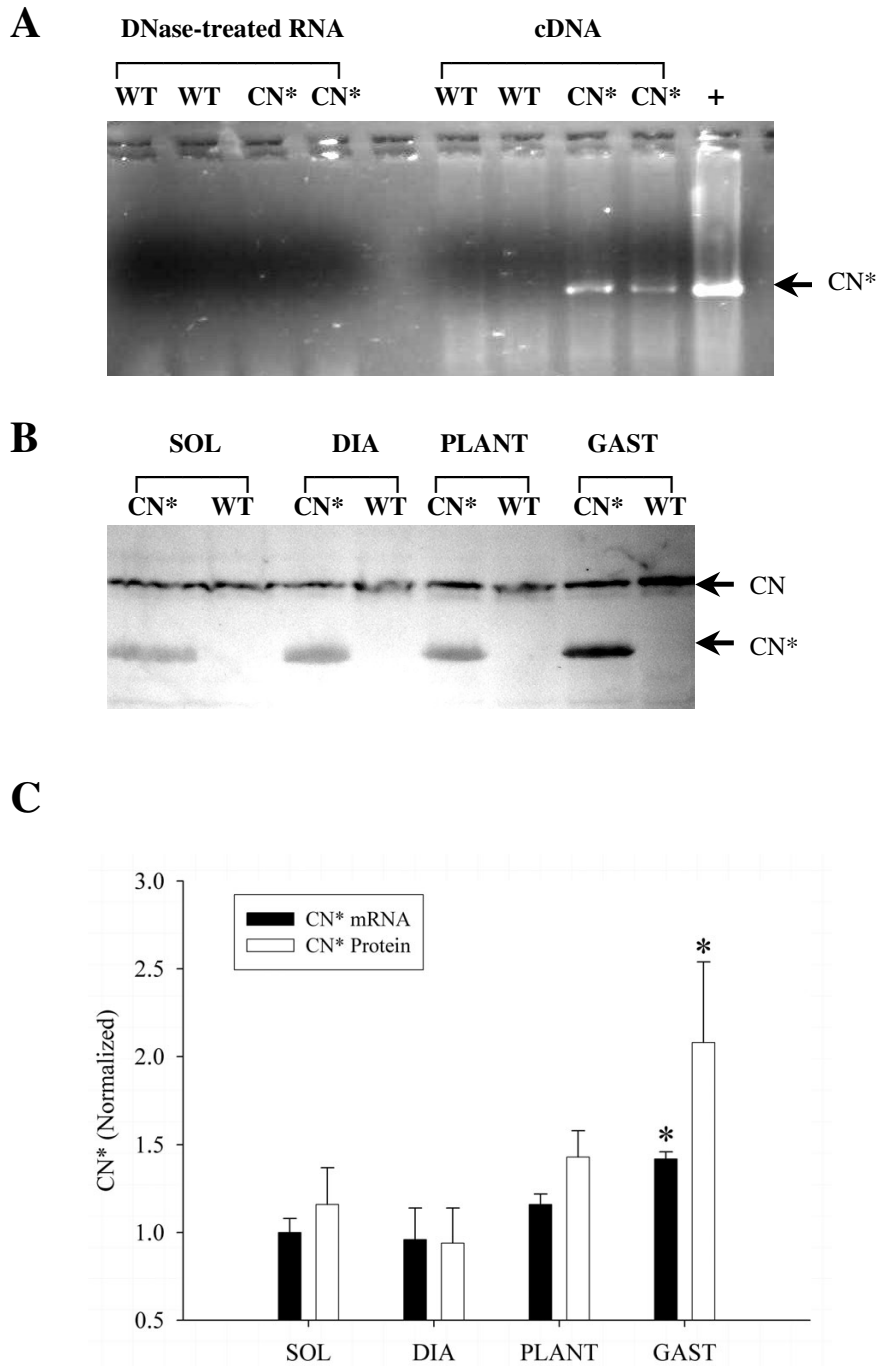 A
DNase-treated RNA cDNA
WT WT CN* CN* WT WT CN* CN* +
CN*
B
SOL DIA PLANT GAST
CN* WT CN* WT CN* WT CN* WT
CN
CN*
C
3.0
2.5
2.0
1.5
1.0
0.5
CN* (Normalized)
CN* mRNA
CN* Protein
*
*
SOL DIA PLANT GAST